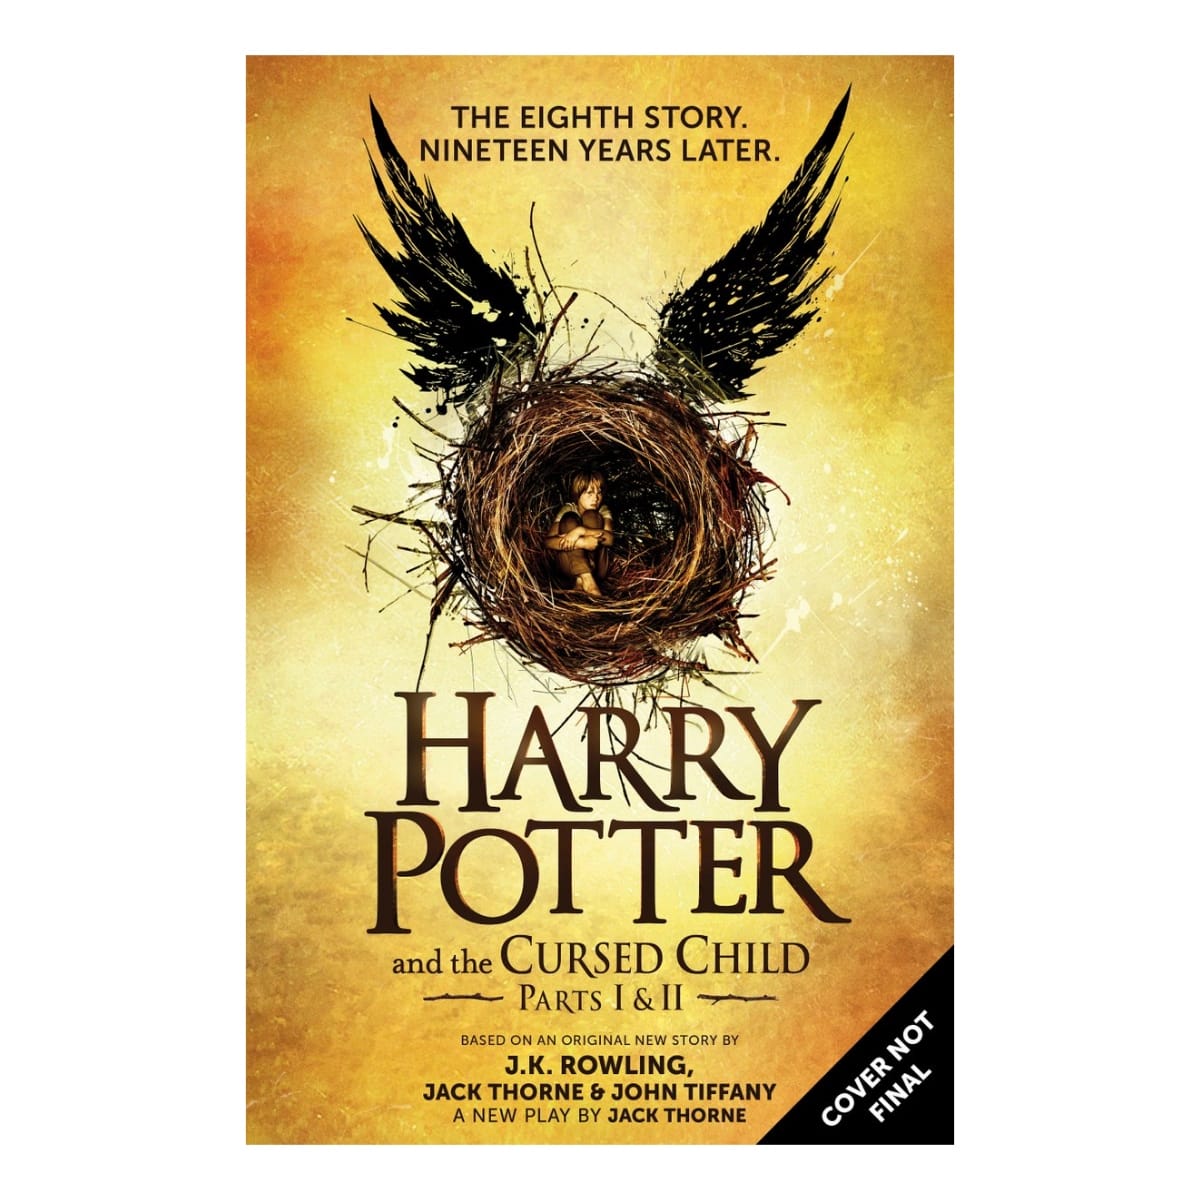 THE EIGHTH STORY.
NINETEEN YEARS LATER.
HARRY
POTTER
and the CURSED CHILD
PARTS I & II
BASED ON AN ORIGINAL NEW STORY BY
J.K. ROWLING,
JACK THORNE & JOHN TIFFANY
A NEW PLAY BY JACK THORNE
COVER NOT
FINAL